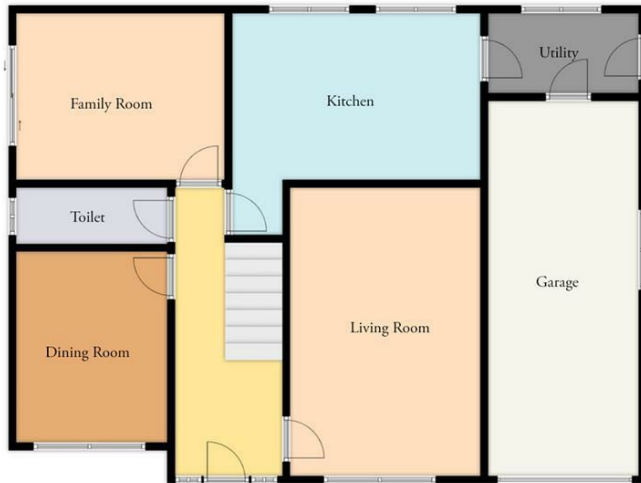 Utility
Family Room
Kitchen
Toilet
Garage
Living Room
Dining Room